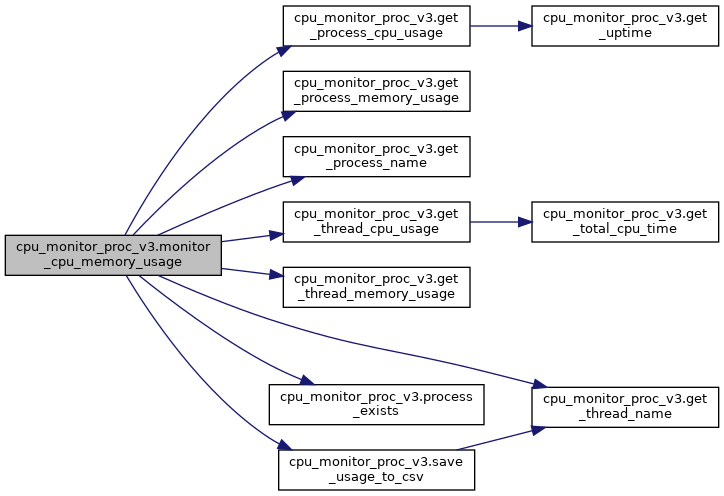 cpu_monitor_proc_v3.monitor
_cpu_memory_usage
cpu_monitor_proc_v3.get
_process_cpu_usage
cpu_monitor_proc_v3.get
_uptime
cpu_monitor_proc_v3.get
_process_memory_usage
cpu_monitor_proc_v3.get
_process_name
cpu_monitor_proc_v3.get
_thread_cpu_usage
cpu_monitor_proc_v3.get
_total_cpu_time
cpu_monitor_proc_v3.get
_thread_memory_usage
cpu_monitor_proc_v3.process
_exists
cpu_monitor_proc_v3.get
_thread_name
cpu_monitor_proc_v3.save
_usage_to_csv